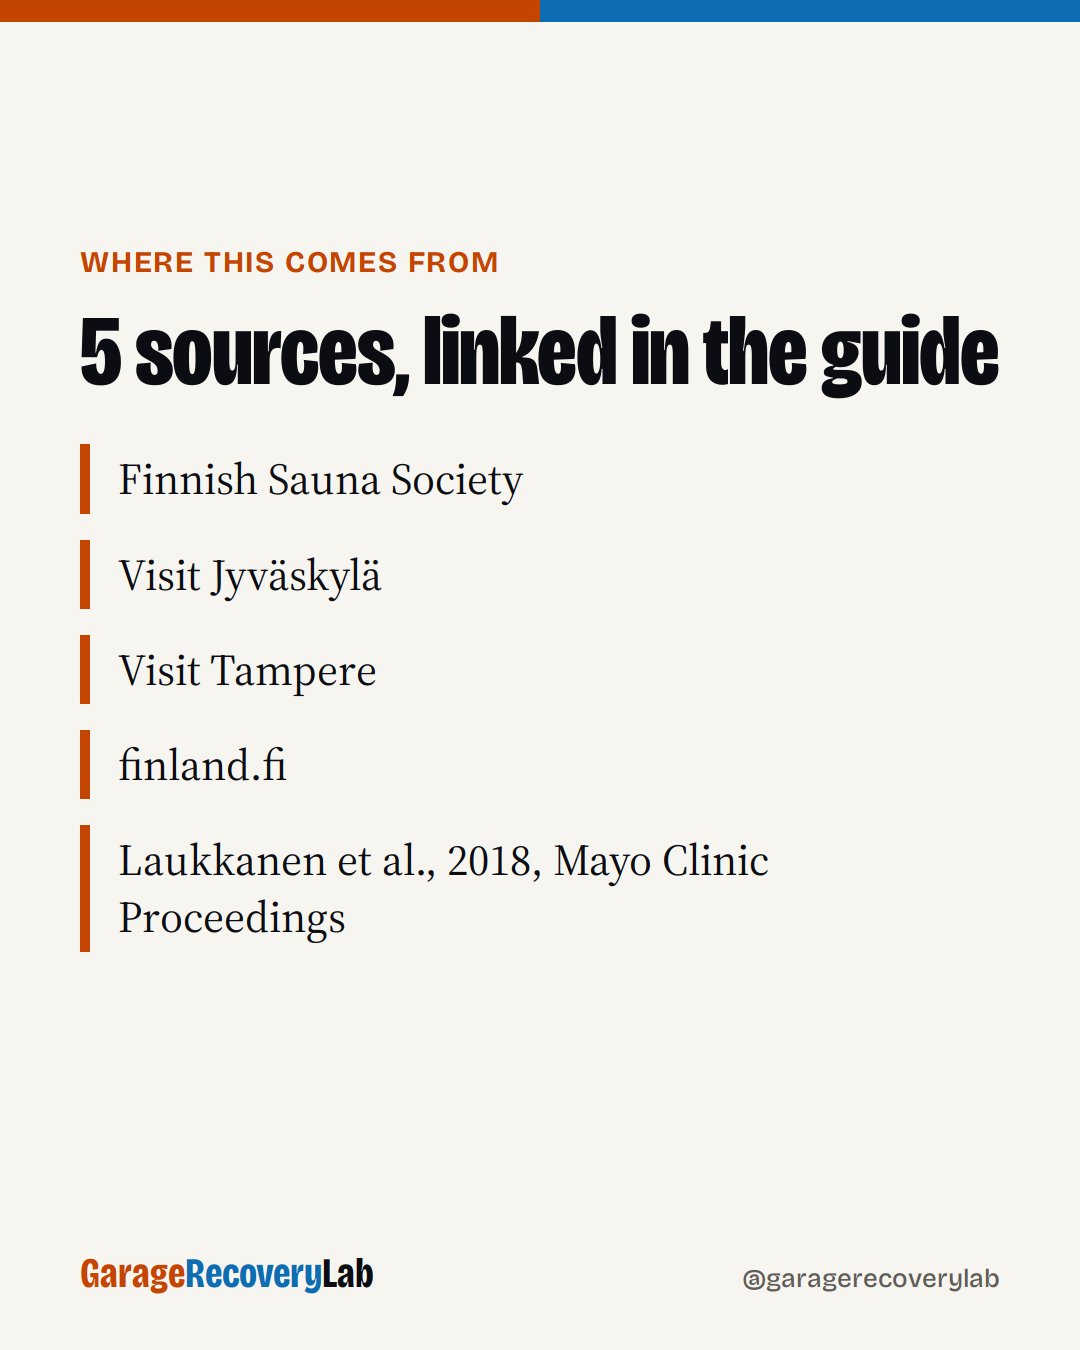 WHERE THIS COMES FROM
5 sources, linked in the guide
Finnish Sauna Society
Visit Jyväskylä
Visit Tampere
finland.fi
Laukkanen et al., 2018, Mayo Clinic
Proceedings
GarageRecoveryLab
@garagerecoverylab